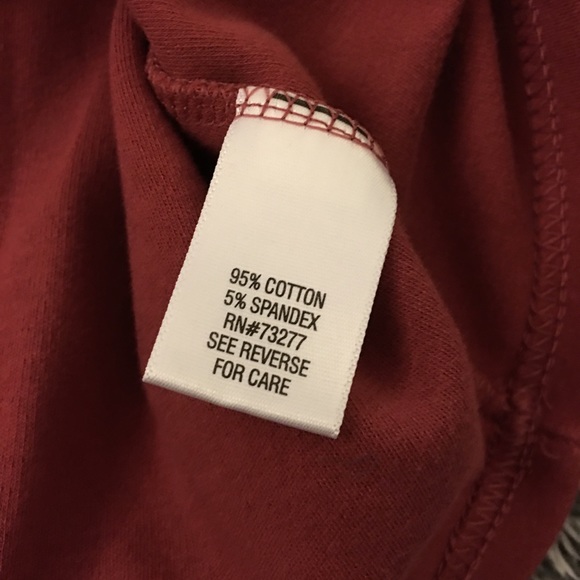 95% COTTON
5% SPANDEX
RN#73277
SEE REVERSE
FOR CARE